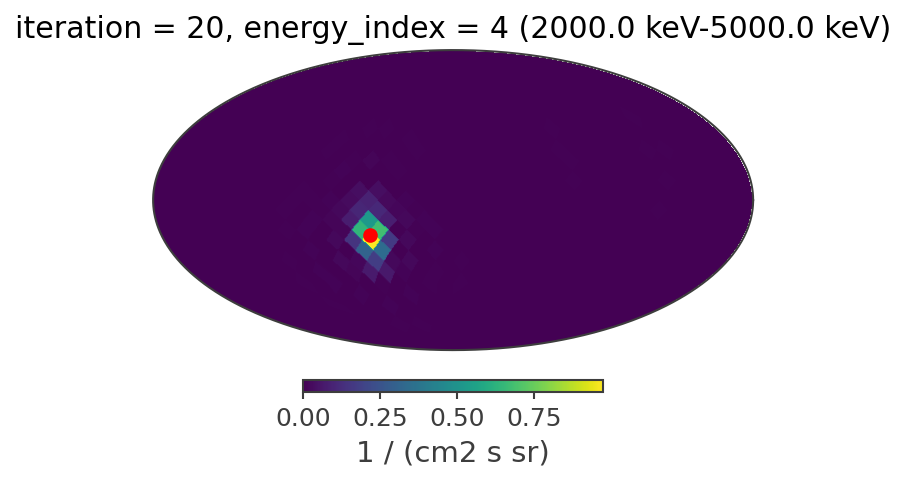 iteration = 20, energy_index = 4 (2000.0 keV-5000.0 keV)
0.00 0.25 0.50 0.75
1 / (cm2 s sr)